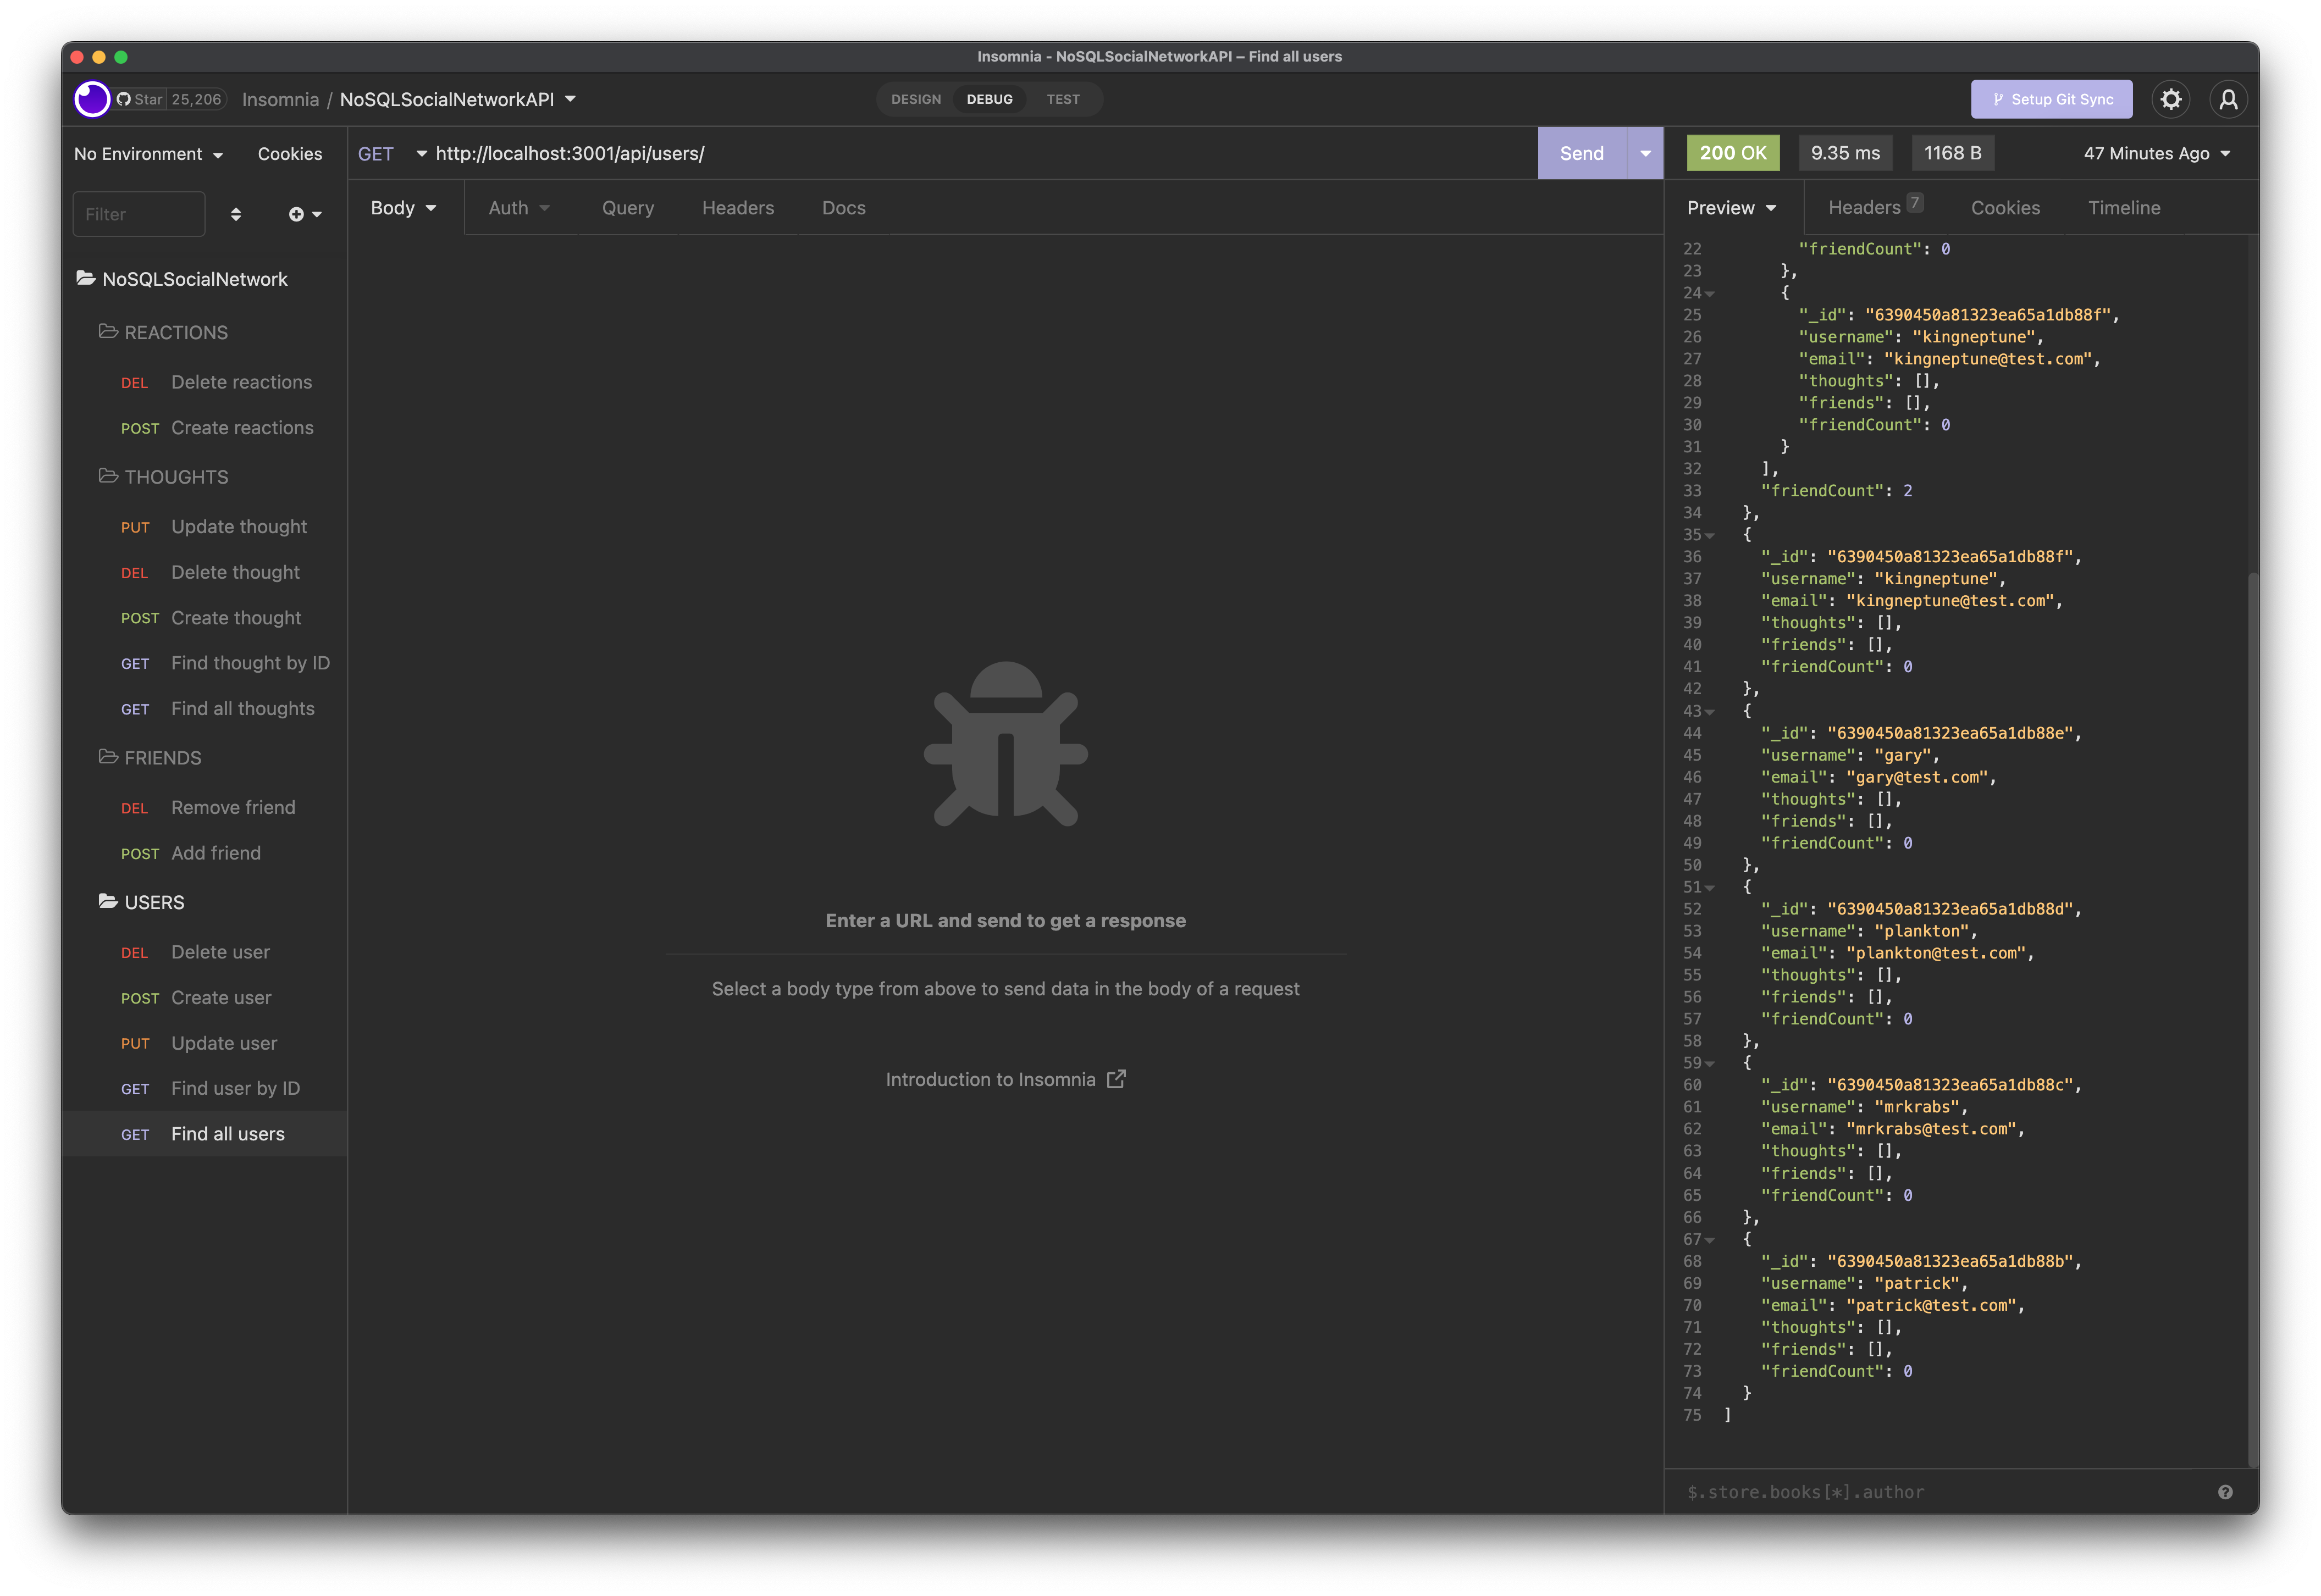 Insomnia - NoSQLSocialNetworkAPI – Find all users
Star 25,206 Insomnia / NoSQLSocialNetworkAPI
DESIGN DEBUG TEST
Setup Git Sync
No Environment Cookies
GET http://localhost:3001/api/users/ Send
200 OK 9.35 ms 1168 B 47 Minutes Ago
Filter
Body Auth Query Headers Docs
Preview Headers 7 Cookies Timeline
NoSQLSocialNetwork
REACTIONS
DEL Delete reactions
POST Create reactions
THOUGHTS
PUT Update thought
DEL Delete thought
POST Create thought
GET Find thought by ID
GET Find all thoughts
FRIENDS
DEL Remove friend
POST Add friend
USERS
DEL Delete user
POST Create user
PUT Update user
GET Find user by ID
GET Find all users
Enter a URL and send to get a response
Select a body type from above to send data in the body of a request
Introduction to Insomnia
22 "friendCount": 0
23 },
24 {
25 "_id": "6390450a81323ea65a1db88f",
26 "username": "kingneptune",
27 "email": "kingneptune@test.com",
28 "thoughts": [],
29 "friends": [],
30 "friendCount": 0
31 }
32 ],
33 "friendCount": 2
34 },
35 {
36 "_id": "6390450a81323ea65a1db88f",
37 "username": "kingneptune",
38 "email": "kingneptune@test.com",
39 "thoughts": [],
40 "friends": [],
41 "friendCount": 0
42 },
43 {
44 "_id": "6390450a81323ea65a1db88e",
45 "username": "gary",
46 "email": "gary@test.com",
47 "thoughts": [],
48 "friends": [],
49 "friendCount": 0
50 },
51 {
52 "_id": "6390450a81323ea65a1db88d",
53 "username": "plankton",
54 "email": "plankton@test.com",
55 "thoughts": [],
56 "friends": [],
57 "friendCount": 0
58 },
59 {
60 "_id": "6390450a81323ea65a1db88c",
61 "username": "mrkrabs",
62 "email": "mrkrabs@test.com",
63 "thoughts": [],
64 "friends": [],
65 "friendCount": 0
66 },
67 {
68 "_id": "6390450a81323ea65a1db88b",
69 "username": "patrick",
70 "email": "patrick@test.com",
71 "thoughts": [],
72 "friends": [],
73 "friendCount": 0
74 }
75 ]
$.store.books[*].author